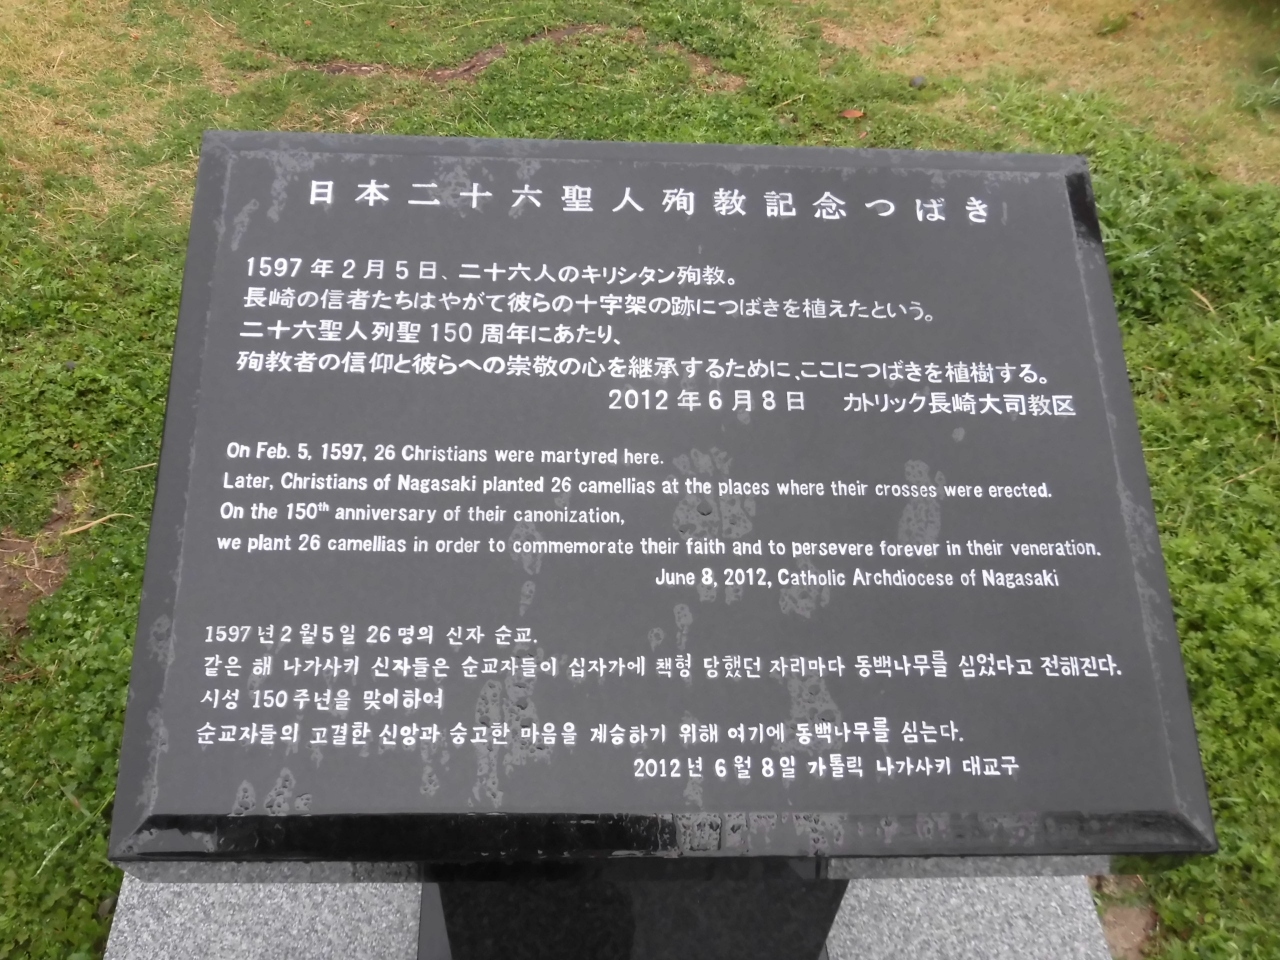 日本二十六聖人殉教記念つばき
1597年2月5日、二十六人のキリシタン殉教。
長崎の信者たちはやがて彼らの十字架の跡につばきを植えたという。
二十六聖人列聖150周年にあたり、
殉教者の信仰と彼らへの崇敬の心を継承するために、ここにつばきを植樹する。
2012年6月8日　カトリック長崎大司教区
On Feb. 5, 1597, 26 Christians were martyred here.
Later, Christians of Nagasaki planted 26 camellias at the places where their crosses were erected.
On the 150th anniversary of their canonization,
we plant 26 camellias in order to commemorate their faith and to persevere forever in their veneration.
June 8, 2012, Catholic Archdiocese of Nagasaki
1597년 2월 5일 26명의 신자 순교.
같은 해 나가사키 신자들은 순교자들이 십자가에 책형 당했던 자리마다 동백나무를 심었다고 전해진다.
시성 150주년을 맞이하여
순교자들의 고결한 신앙과 숭고한 마음을 계승하기 위해 여기에 동백나무를 심는다.
2012년 6월 8일 가톨릭 나가사키 대교구